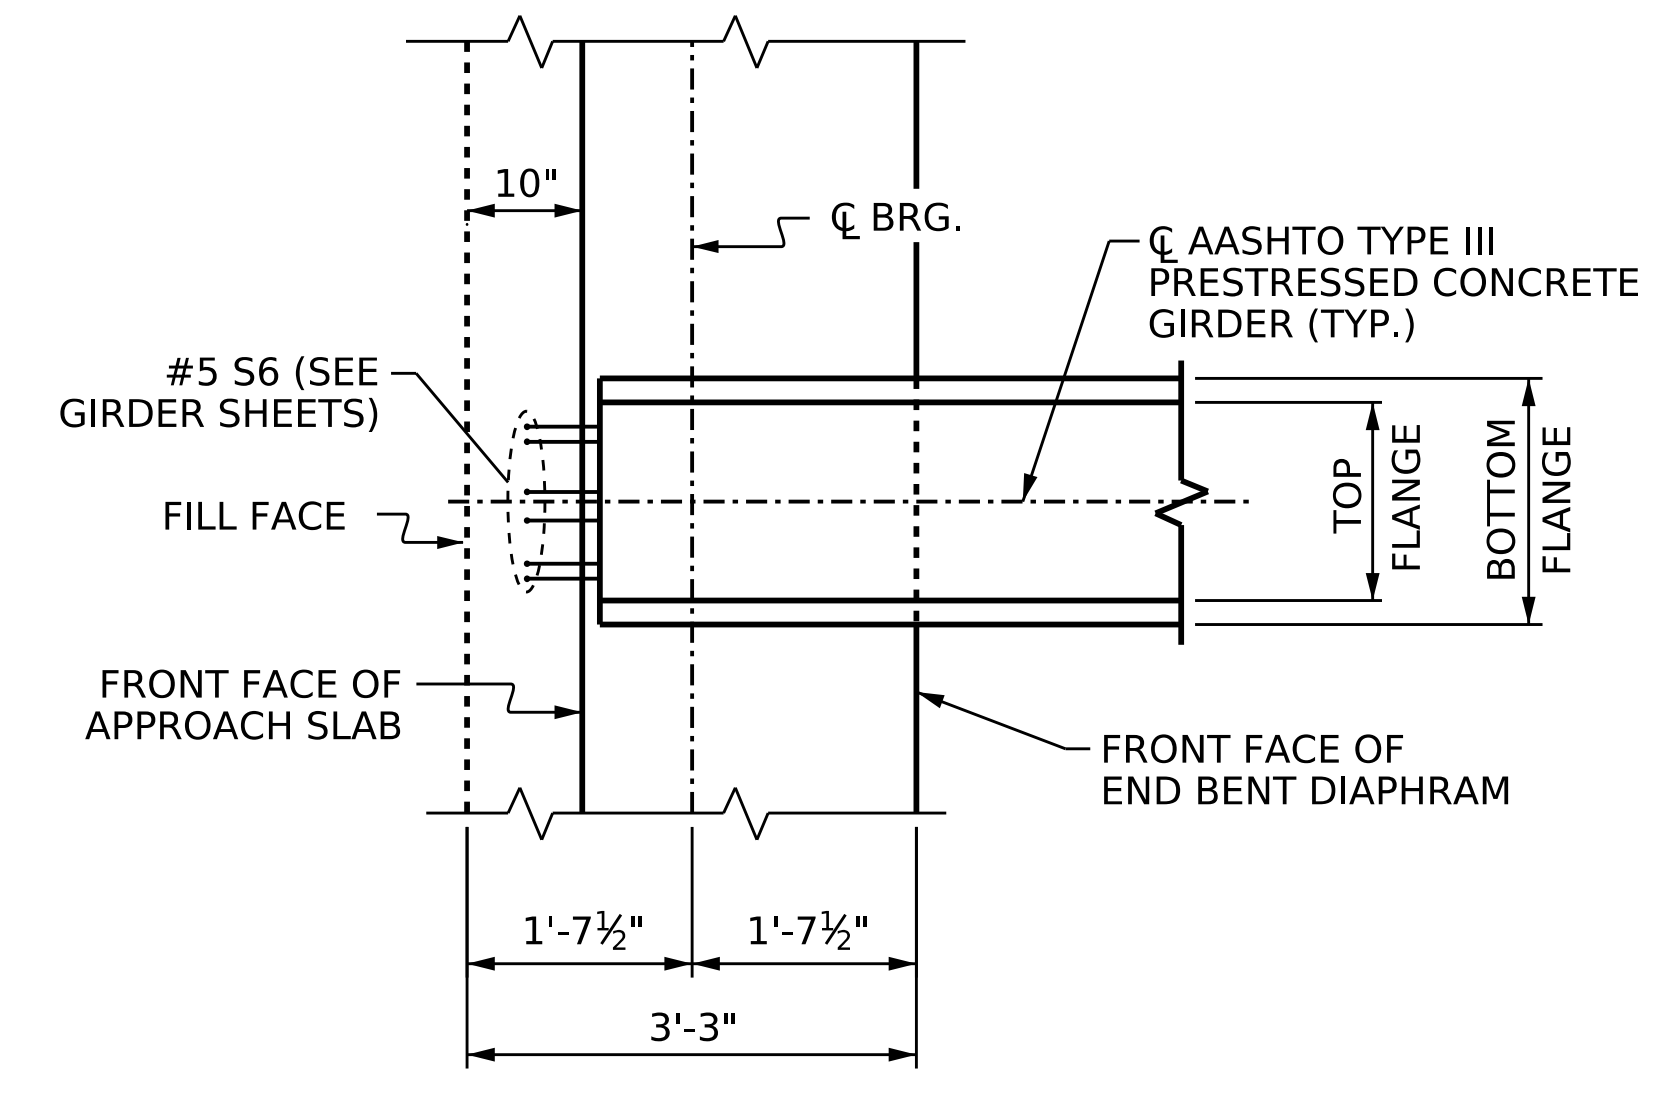 10"
℄ BRG.
℄ AASHTO TYPE III
PRESTRESSED CONCRETE
GIRDER (TYP.)
#5 S6 (SEE
GIRDER SHEETS)
FILL FACE
TOP
FLANGE
BOTTOM
FLANGE
FRONT FACE OF
APPROACH SLAB
FRONT FACE OF
END BENT DIAPHRAM
1'-7½"
1'-7½"
3'-3"